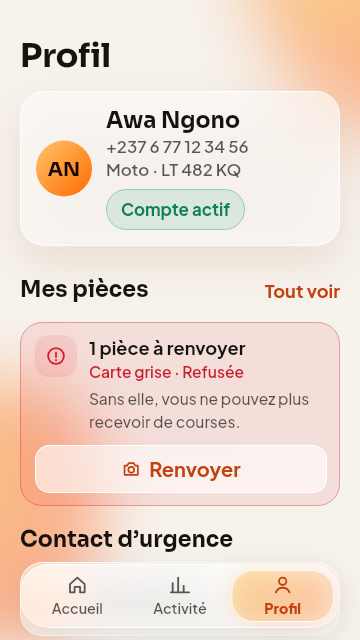 Profil
AN
Awa Ngono
+237 6 77 12 34 56
Moto · LT 482 KQ
Compte actif
Mes pièces
Tout voir
1 pièce à renvoyer
Carte grise · Refusée
Sans elle, vous ne pouvez plus
recevoir de courses.
Renvoyer
Contact d’urgence
Accueil
Activité
Profil